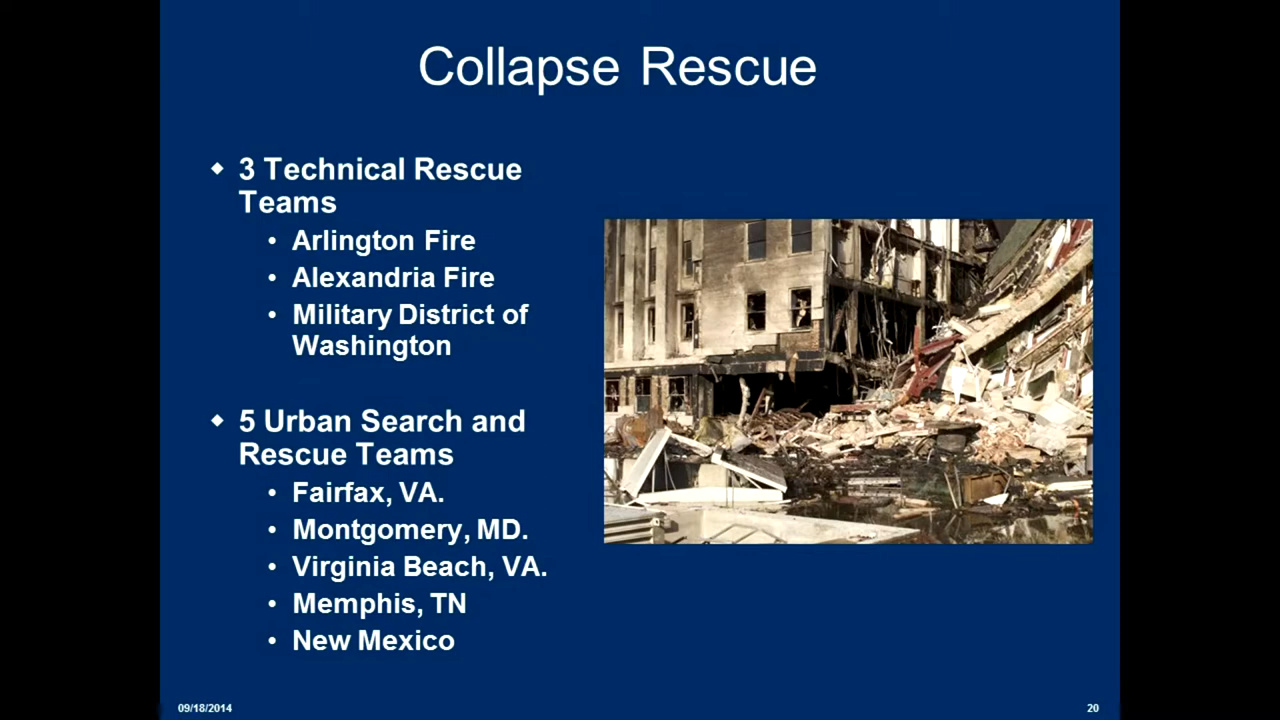 Collapse Rescue
◆ 3 Technical Rescue
Teams
• Arlington Fire
• Alexandria Fire
• Military District of
Washington
◆ 5 Urban Search and
Rescue Teams
• Fairfax, VA.
• Montgomery, MD.
• Virginia Beach, VA.
• Memphis, TN
• New Mexico
09/18/2014
20